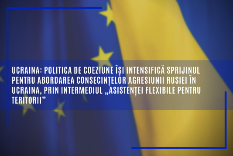 UCRAINA: POLITICA DE COEZIUNE ÎȘI INTENSIFICĂ SPRIJINUL
PENTRU ABORDAREA CONSECINȚELOR AGRESIUNII RUSIEI ÎN
UCRAINA, PRIN INTERMEDIUL „ASISTENȚEI FLEXIBILE PENTRU
TERITORII”